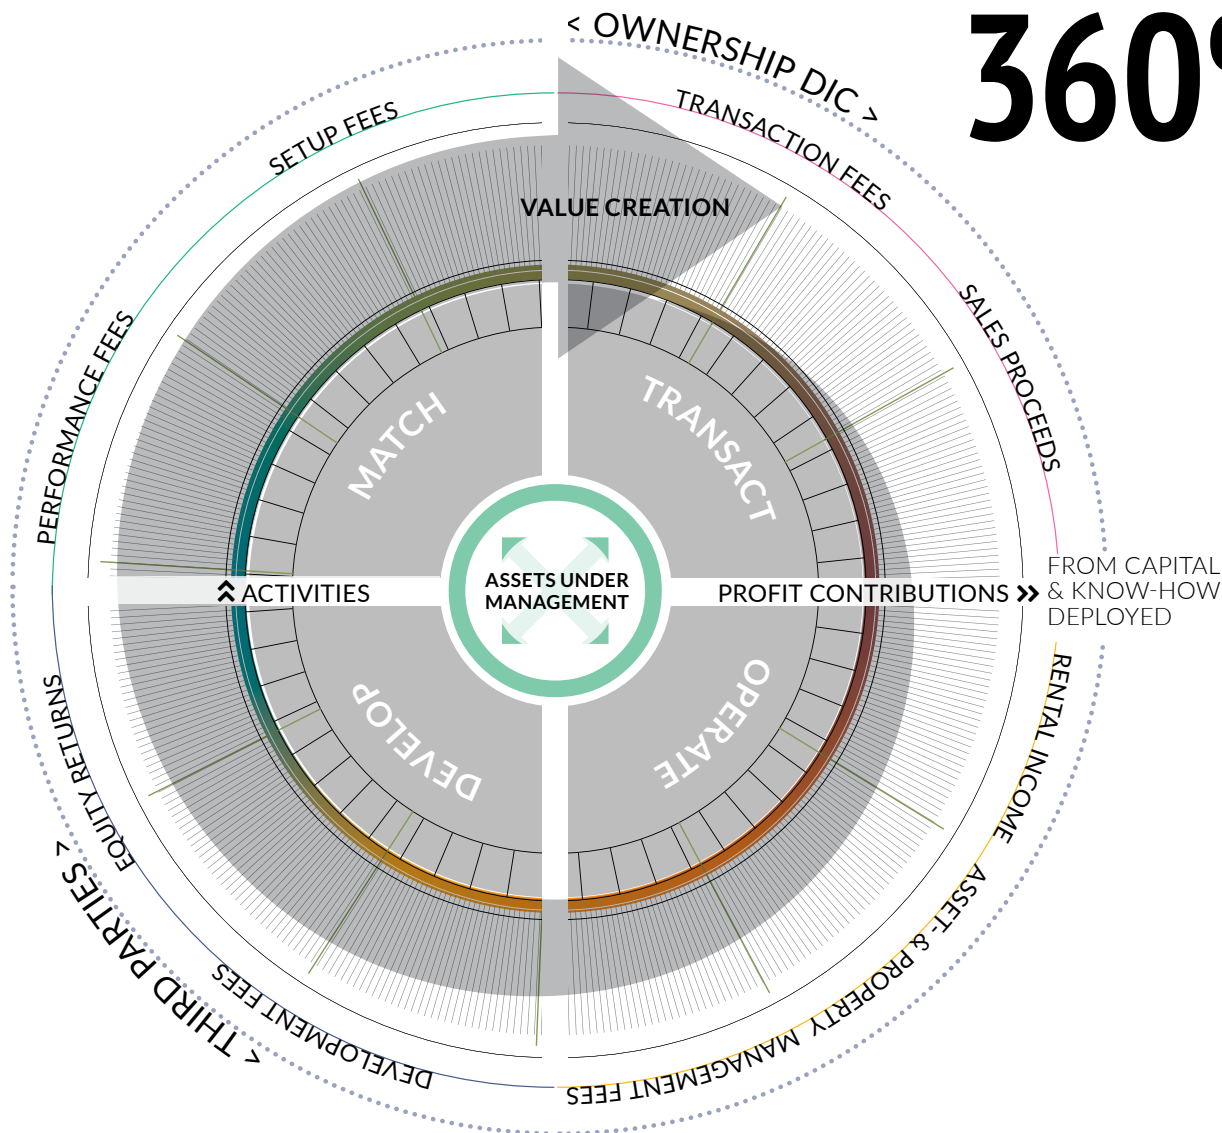 360°
< OWNERSHIP DIC >
SETUP FEES
TRANSACTION FEES
VALUE CREATION
PERFORMANCE FEES
SALES PROCEEDS
MATCH
TRANSACT
ASSETS UNDER
MANAGEMENT
ACTIVITIES
PROFIT CONTRIBUTIONS
FROM CAPITAL
& KNOW-HOW
DEPLOYED
DEVELOP
OPERATE
EQUITY RETURNS
RENTAL INCOME
< THIRD PARTIES >
DEVELOPMENT FEES
ASSET- & PROPERTY MANAGEMENT FEES